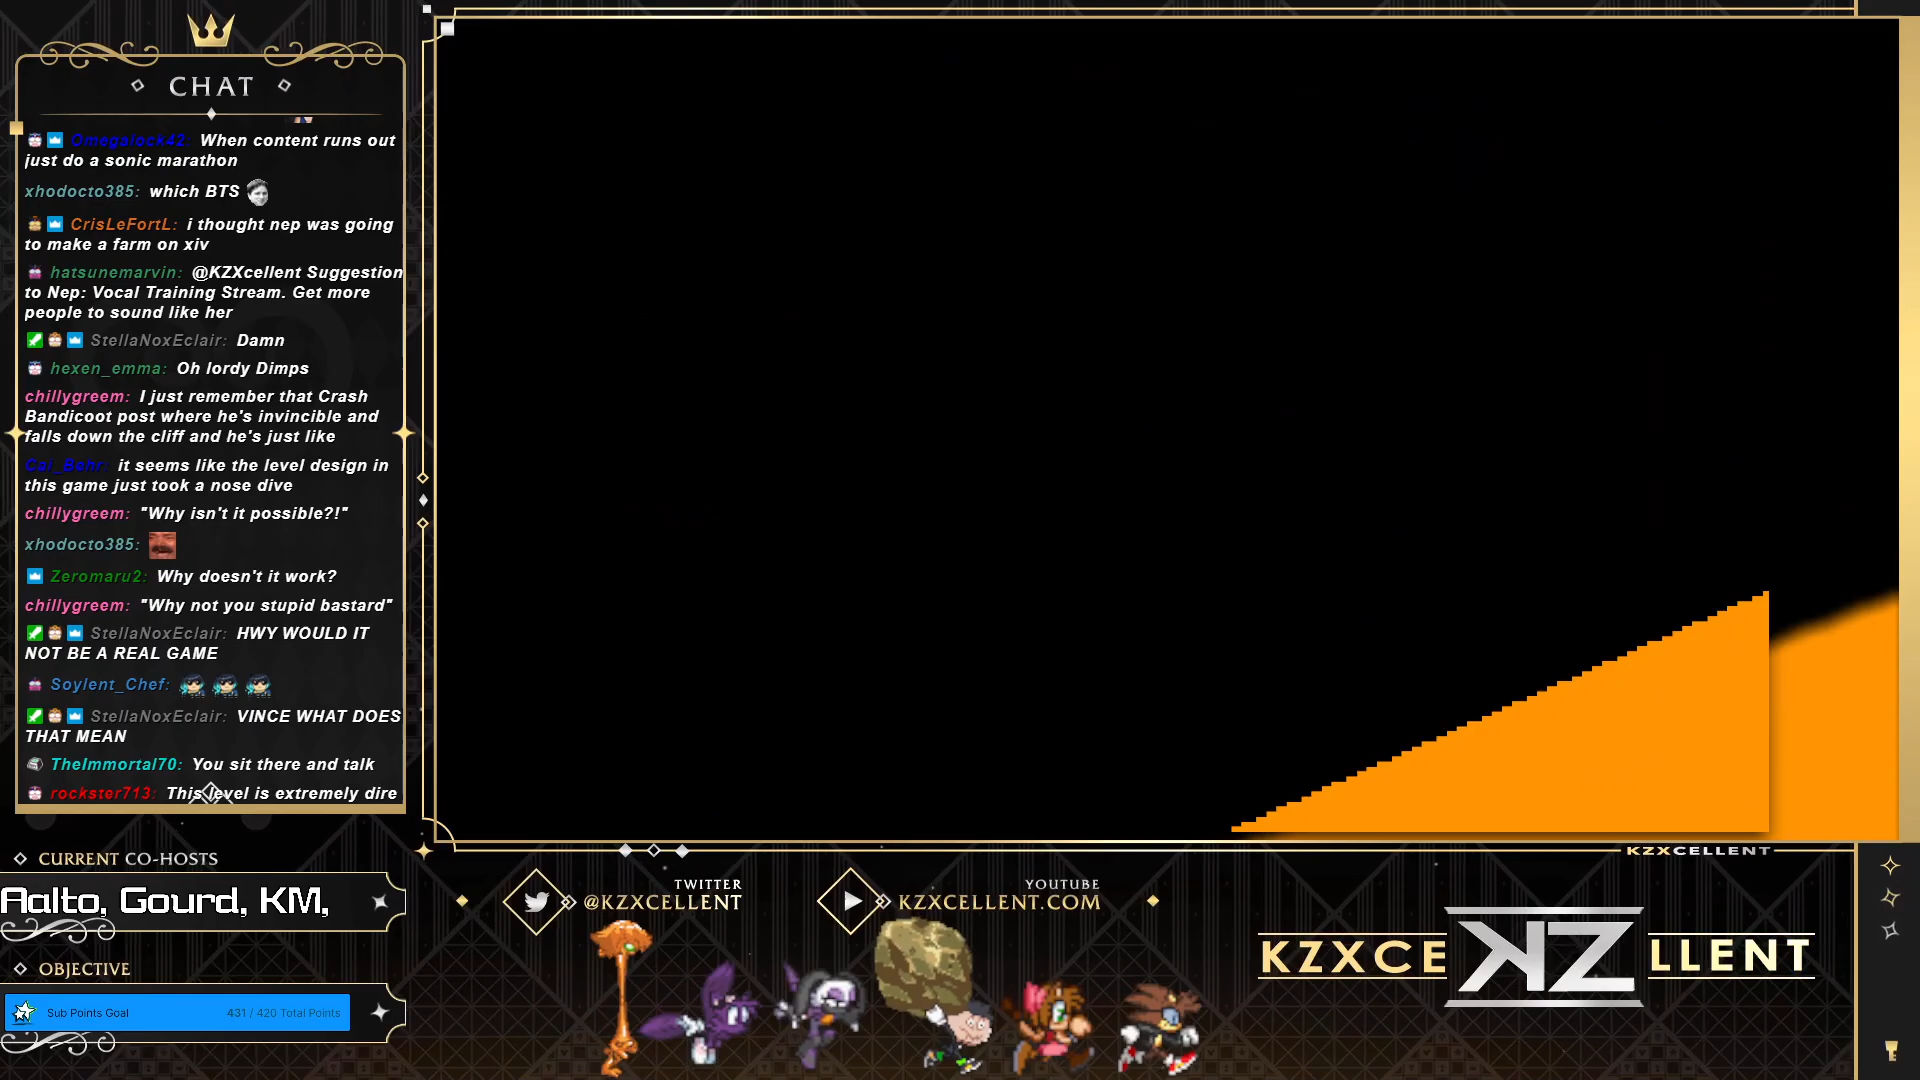 CHAT
Omegalock42: When content runs out
just do a sonic marathon
xhodocto385: which BTS
CrisLeFortL: i thought nep was going
to make a farm on xiv
hatsunemarvin: @KZXcellent Suggestion
to Nep: Vocal Training Stream. Get more
people to sound like her
StellaNoxEclair: Damn
hexen_emma: Oh lordy Dimps
chillygreem: I just remember that Crash
Bandicoot post where he's invincible and
falls down the cliff and he's just like
Cai_Behr: it seems like the level design in
this game just took a nose dive
chillygreem: "Why isn't it possible?!"
xhodocto385:
Zeromaru2: Why doesn't it work?
chillygreem: "Why not you stupid bastard"
StellaNoxEclair: HWY WOULD IT
NOT BE A REAL GAME
Soylent_Chef:
StellaNoxEclair: VINCE WHAT DOES
THAT MEAN
TheImmortal70: You sit there and talk
rockster713: This level is extremely dire
CURRENT CO-HOSTS
Aalto, Gourd, KM,
OBJECTIVE
Sub Points Goal 431 / 420 Total Points
TWITTER
@KZXCELLENT
YOUTUBE
KZXCELLENT.COM
KZXCELLENT
KZXCE KZ LLENT